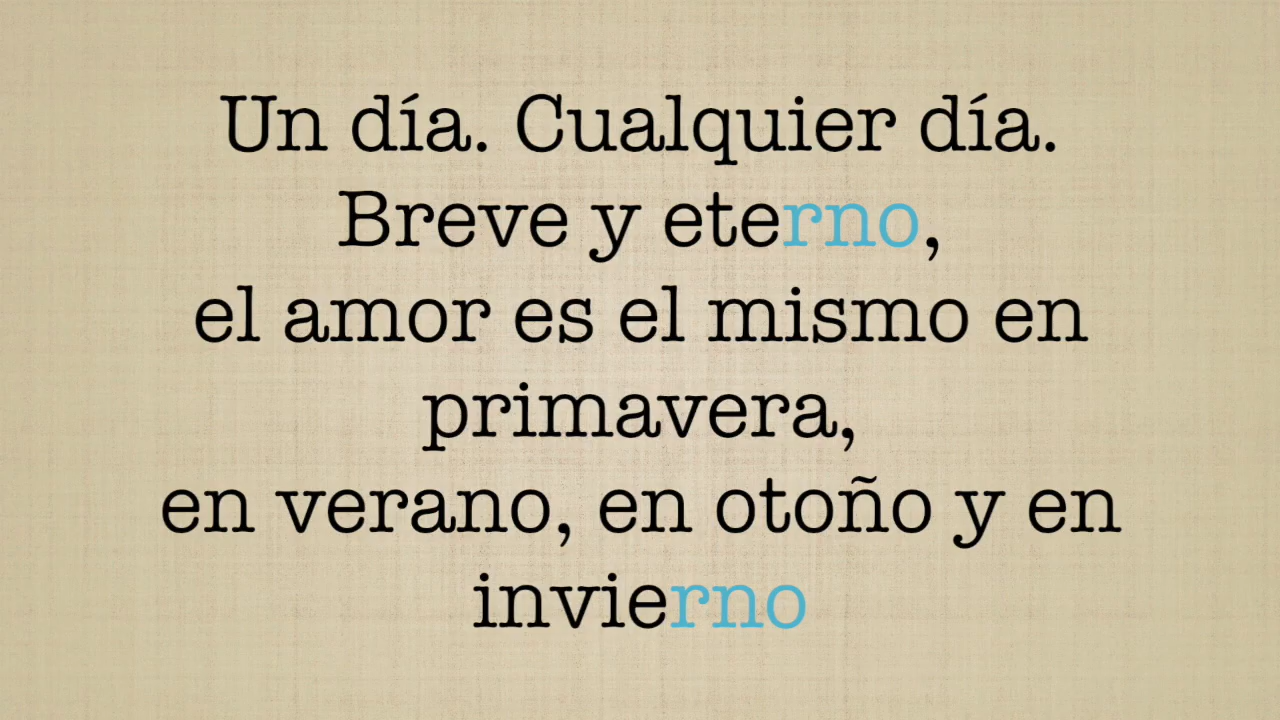 Un día. Cualquier día.
Breve y eterno,
el amor es el mismo en
primavera,
en verano, en otoño y en
invierno